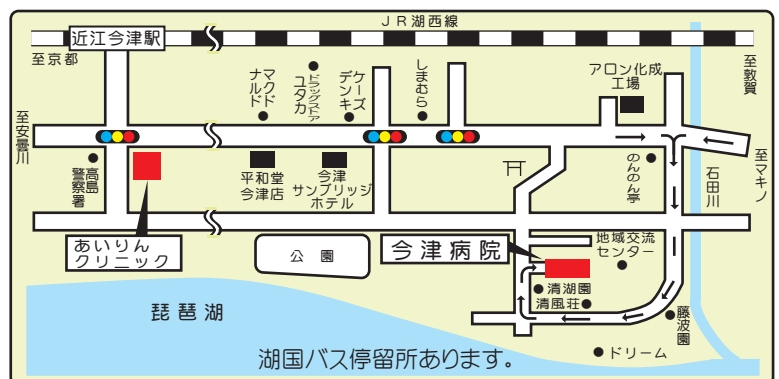 JR湖西線
近江今津駅
至京都
至敦賀
マクド
ナルド
ドラッグストア
ユタカ
ケーズ
デンキ
しまむら
アロン化成
工場
至安曇川
至マキノ
高島
警察署
平和堂
今津店
今津
サンブリッジ
ホテル
のんのん亭
石田川
あいりん
クリニック
公園
今津病院
地域交流
センター
清湖園
清風荘
藤波園
琵琶湖
ドリーム
湖国バス停留所あります。